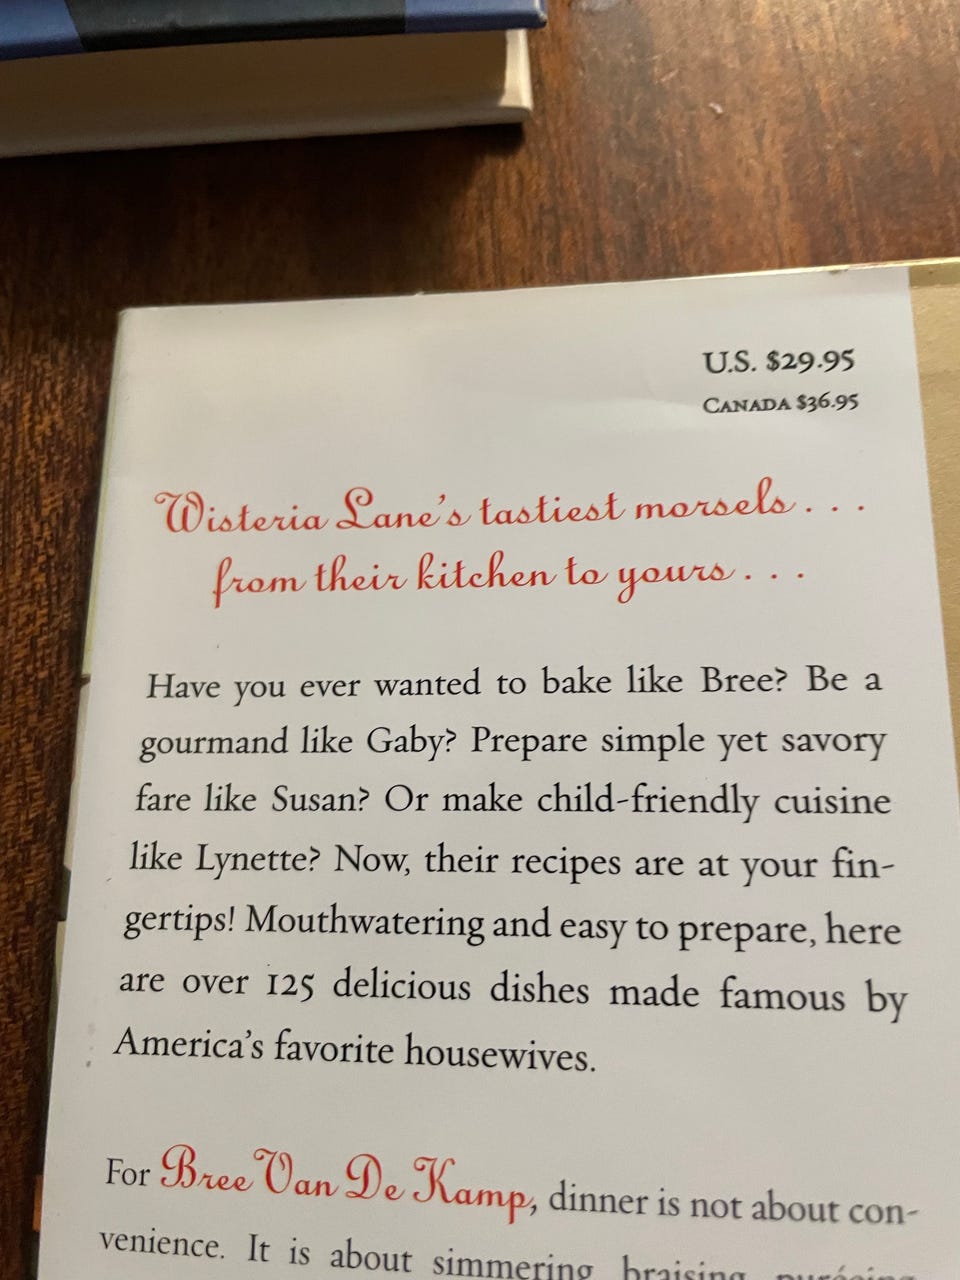 U.S. $29.95
CANADA $36.95
Wisteria Lane's tastiest morsels . . .
from their kitchen to yours . . .
Have you ever wanted to bake like Bree? Be a
gourmand like Gaby? Prepare simple yet savory
fare like Susan? Or make child-friendly cuisine
like Lynette? Now, their recipes are at your fin-
gertips! Mouthwatering and easy to prepare, here
are over 125 delicious dishes made famous by
America's favorite housewives.
For Bree Van De Kamp, dinner is not about con-
venience. It is about simmering braising puréeing